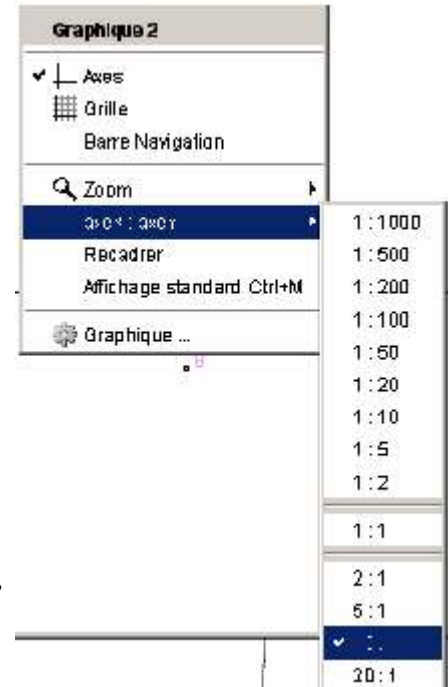 Graphique 2
Axes
Grille
Barre Navigation
Zoom
axeX : axeY
Recadrer
Affichage standard Ctrl+M
Graphique ...
B
1:1000
1:500
1:200
1:100
1:50
1:20
1:10
1:5
1:2
1:1
2:1
5:1
20:1